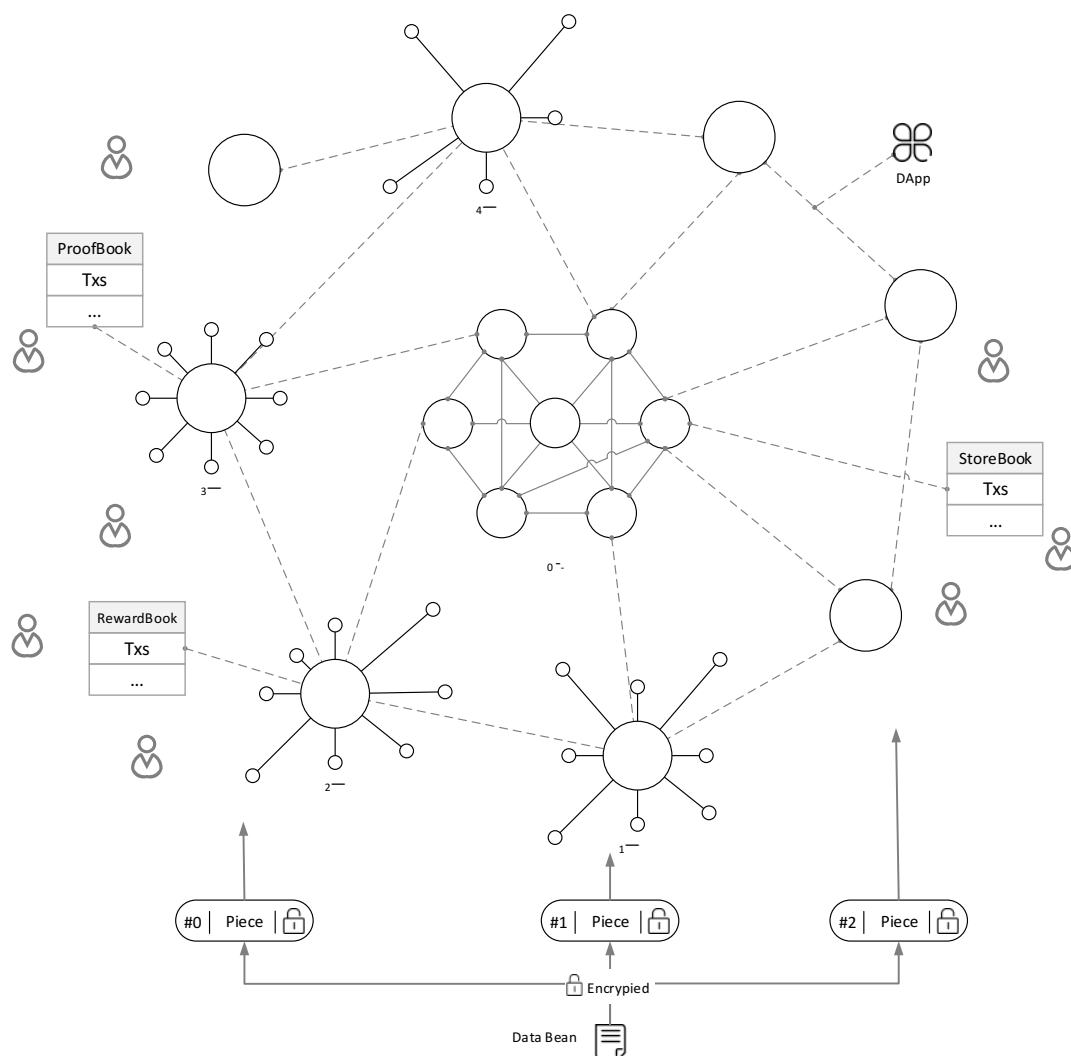 DApp
4—
ProofBook
Txs
...
3—
StoreBook
Txs
...
0--
RewardBook
Txs
...
2—
1—
#0 | Piece |
#1 | Piece |
#2 | Piece |
Encrypied
Data Bean